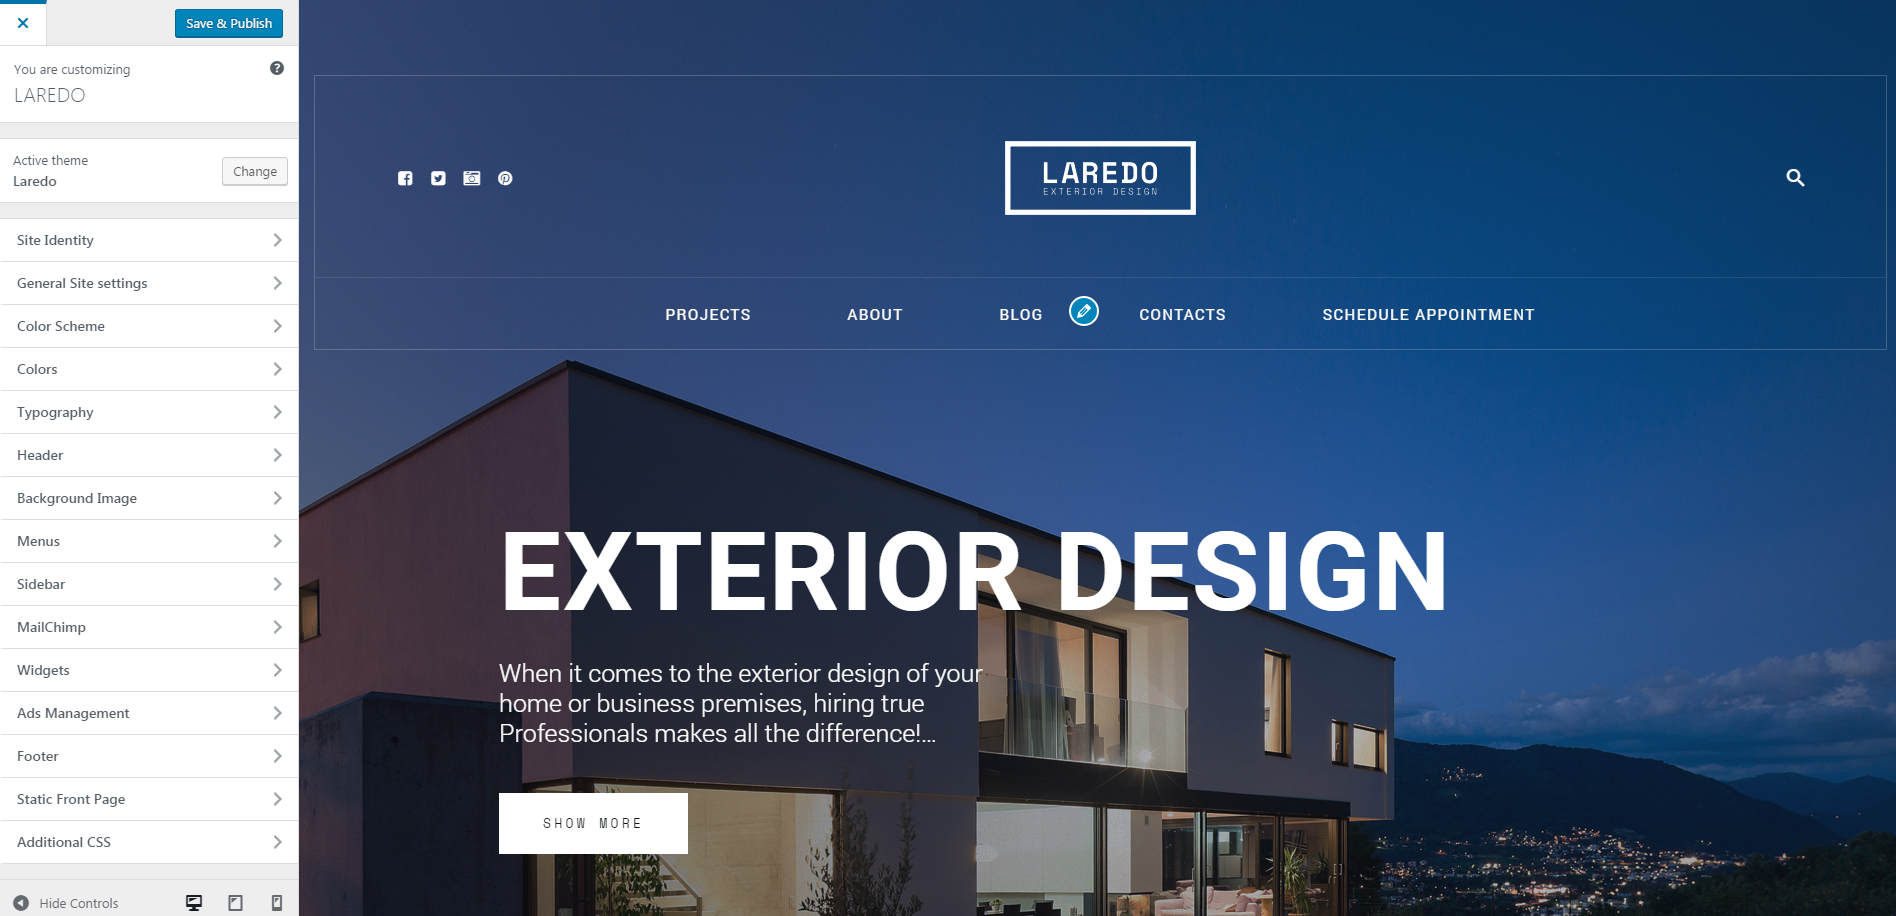 Save & Publish
You are customizing
LAREDO
Active theme
Laredo
Change
Site Identity
General Site settings
Color Scheme
Colors
Typography
Header
Background Image
Menus
Sidebar
MailChimp
Widgets
Ads Management
Footer
Static Front Page
Additional CSS
Hide Controls
LAREDO
EXTERIOR DESIGN
PROJECTS ABOUT BLOG CONTACTS SCHEDULE APPOINTMENT
EXTERIOR DESIGN
When it comes to the exterior design of your
home or business premises, hiring true
Professionals makes all the difference!...
SHOW MORE